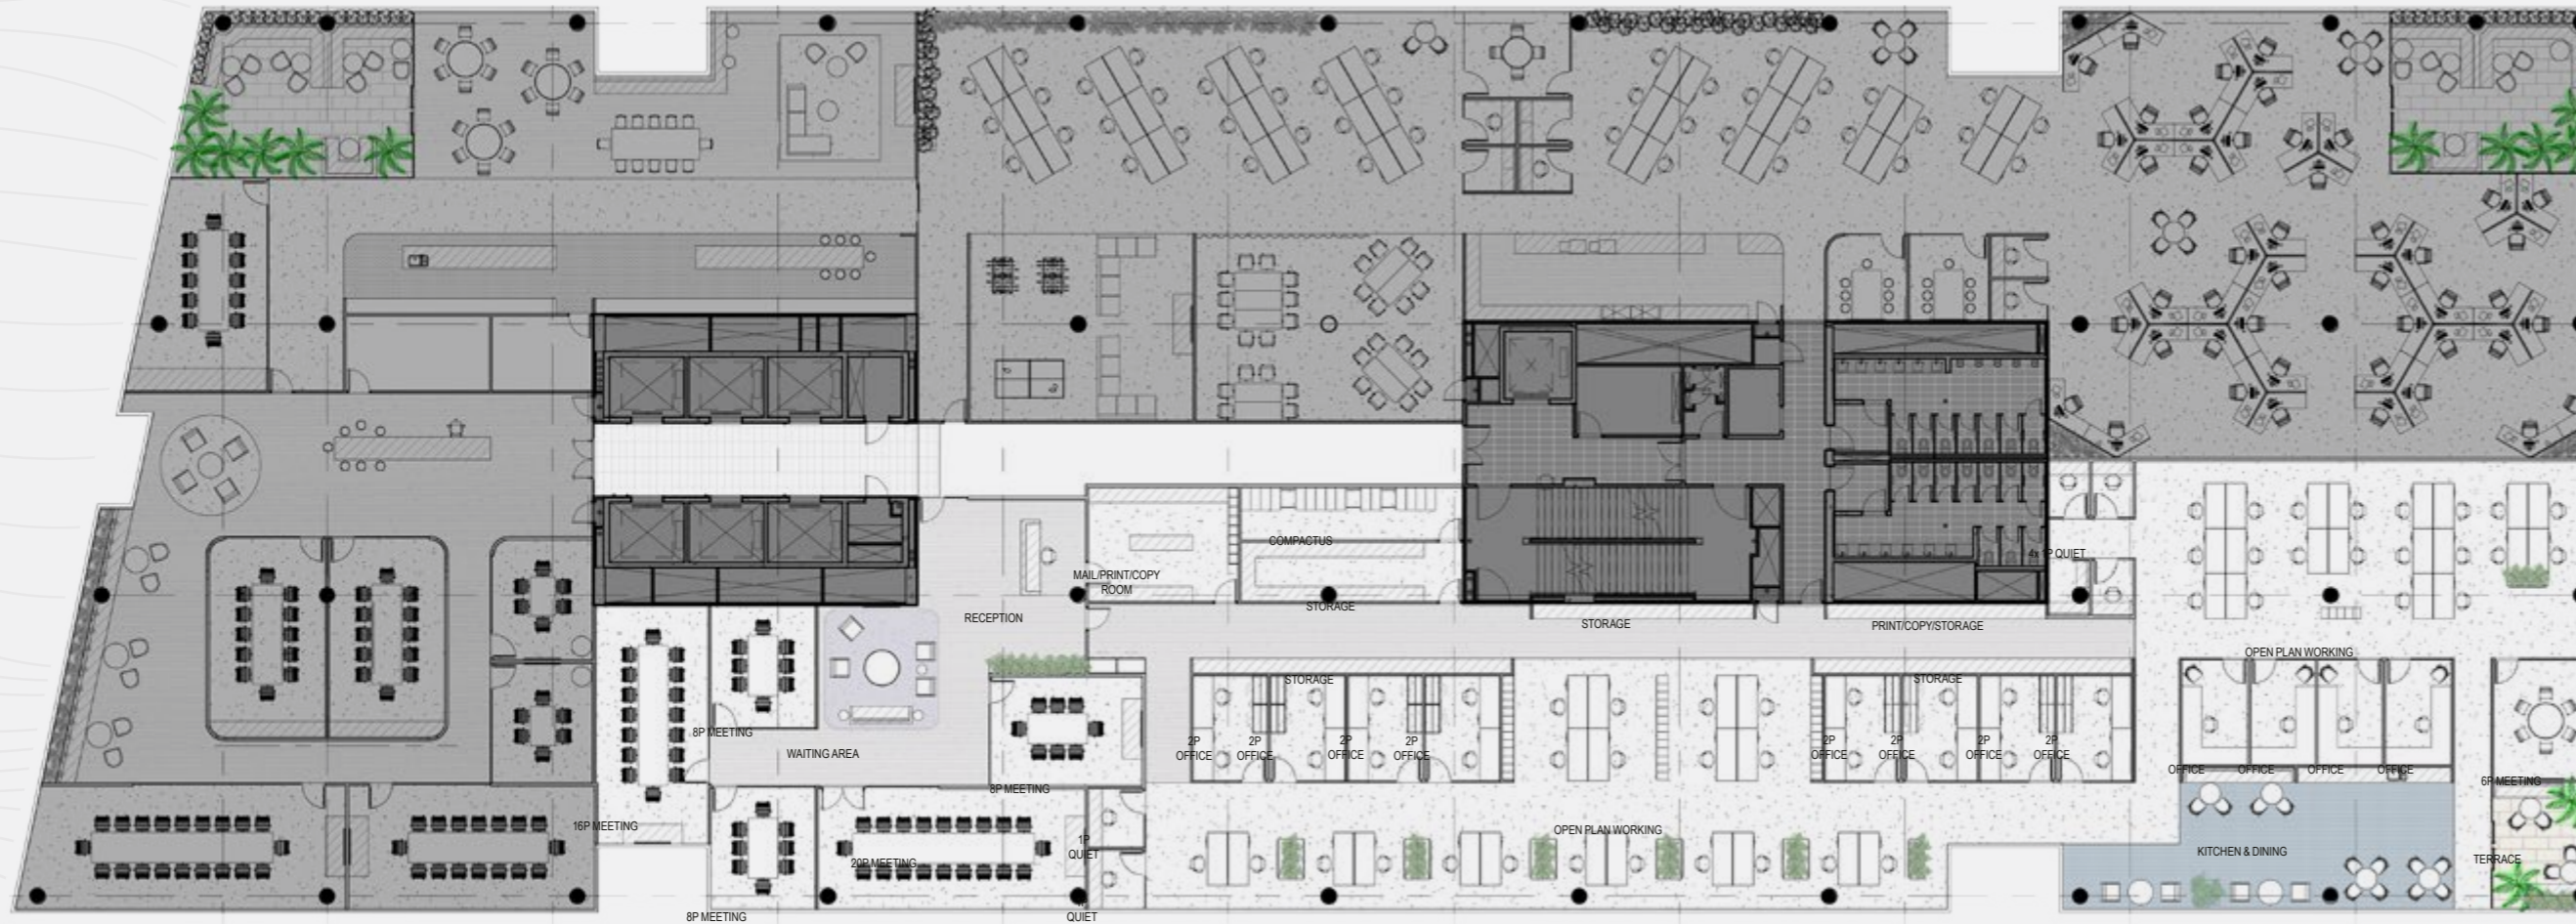 COMPACTUS
4x 1P QUIET
MAIL/PRINT/COPY
ROOM
STORAGE
RECEPTION
STORAGE
PRINT/COPY/STORAGE
OPEN PLAN WORKING
STORAGE
STORAGE
8P MEETING
WAITING AREA
2P
OFFICE
2P
OFFICE
2P
OFFICE
2P
OFFICE
2P
OFFICE
2P
OFFICE
2P
OFFICE
2P
OFFICE
OFFICE
OFFICE
OFFICE
OFFICE
6P MEETING
8P MEETING
16P MEETING
OPEN PLAN WORKING
1P
QUIET
20P MEETING
KITCHEN & DINING
TERRACE
8P MEETING
QUIET